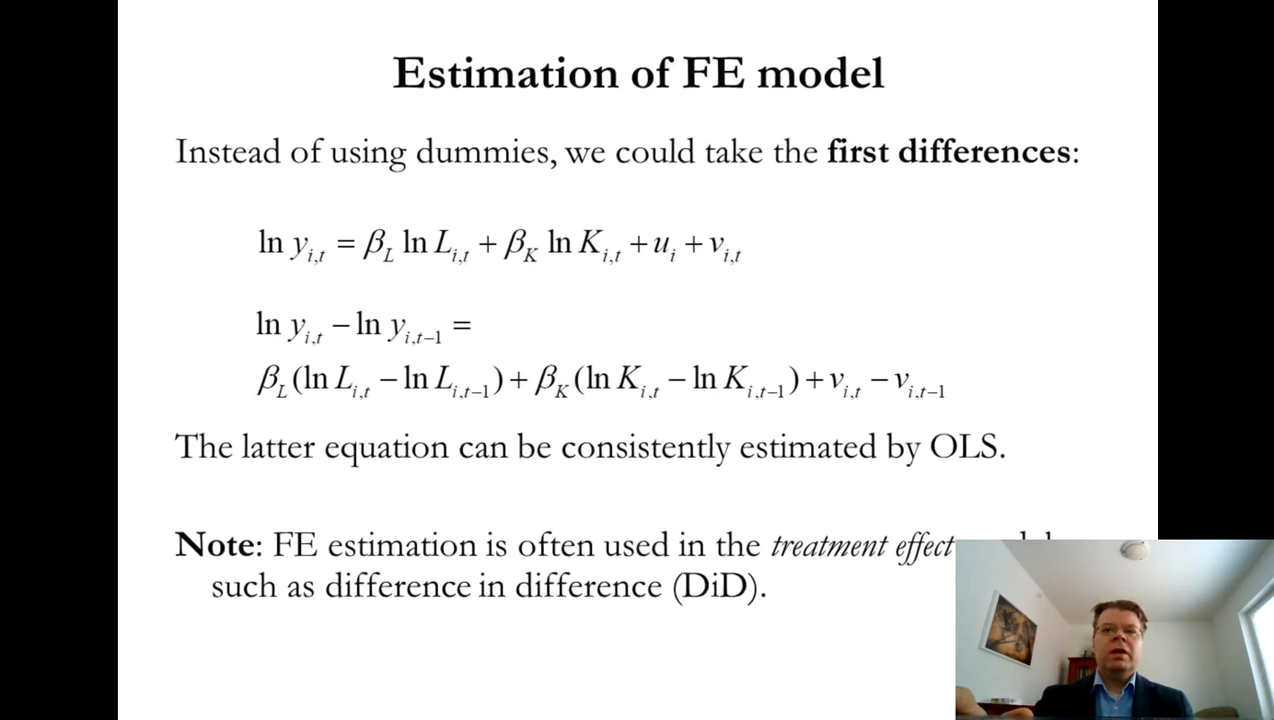 Estimation of FE model
Instead of using dummies, we could take the first differences:
ln y_{i,t} = β_L ln L_{i,t} + β_K ln K_{i,t} + u_i + v_{i,t}
ln y_{i,t} − ln y_{i,t−1} =
β_L (ln L_{i,t} − ln L_{i,t−1}) + β_K (ln K_{i,t} − ln K_{i,t−1}) + v_{i,t} − v_{i,t−1}
The latter equation can be consistently estimated by OLS.
Note: FE estimation is often used in the treatment effect
such as difference in difference (DiD).